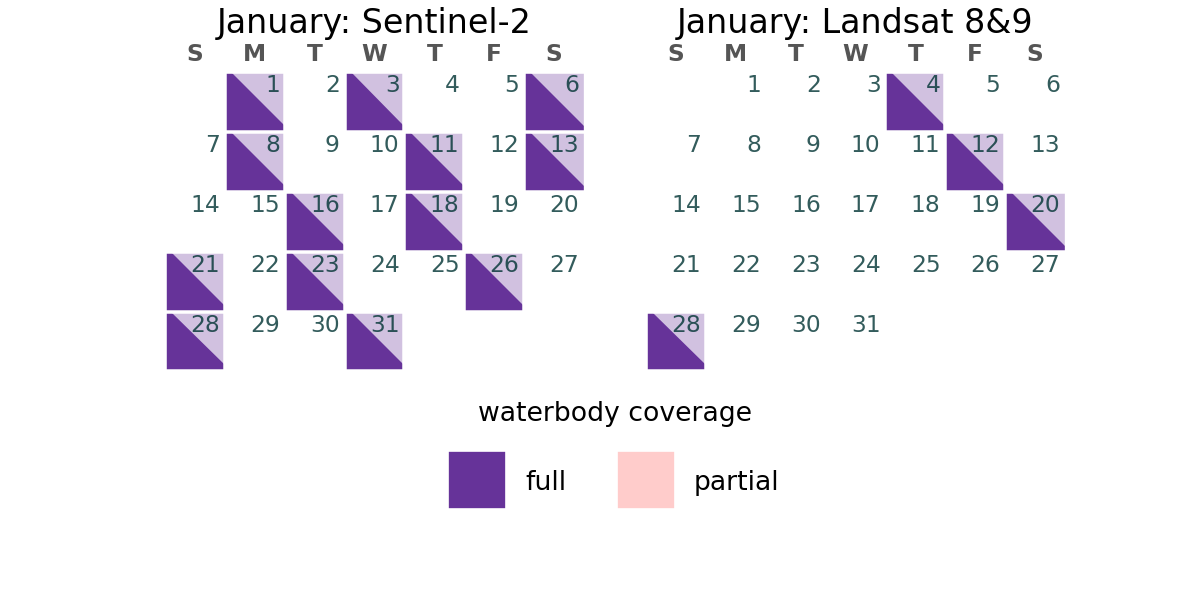 January: Sentinel-2
S M T W T F S
1 2 3 4 5 6
7 8 9 10 11 12 13
14 15 16 17 18 19 20
21 22 23 24 25 26 27
28 29 30 31
January: Landsat 8&9
S M T W T F S
1 2 3 4 5 6
7 8 9 10 11 12 13
14 15 16 17 18 19 20
21 22 23 24 25 26 27
28 29 30 31
waterbody coverage
full
partial